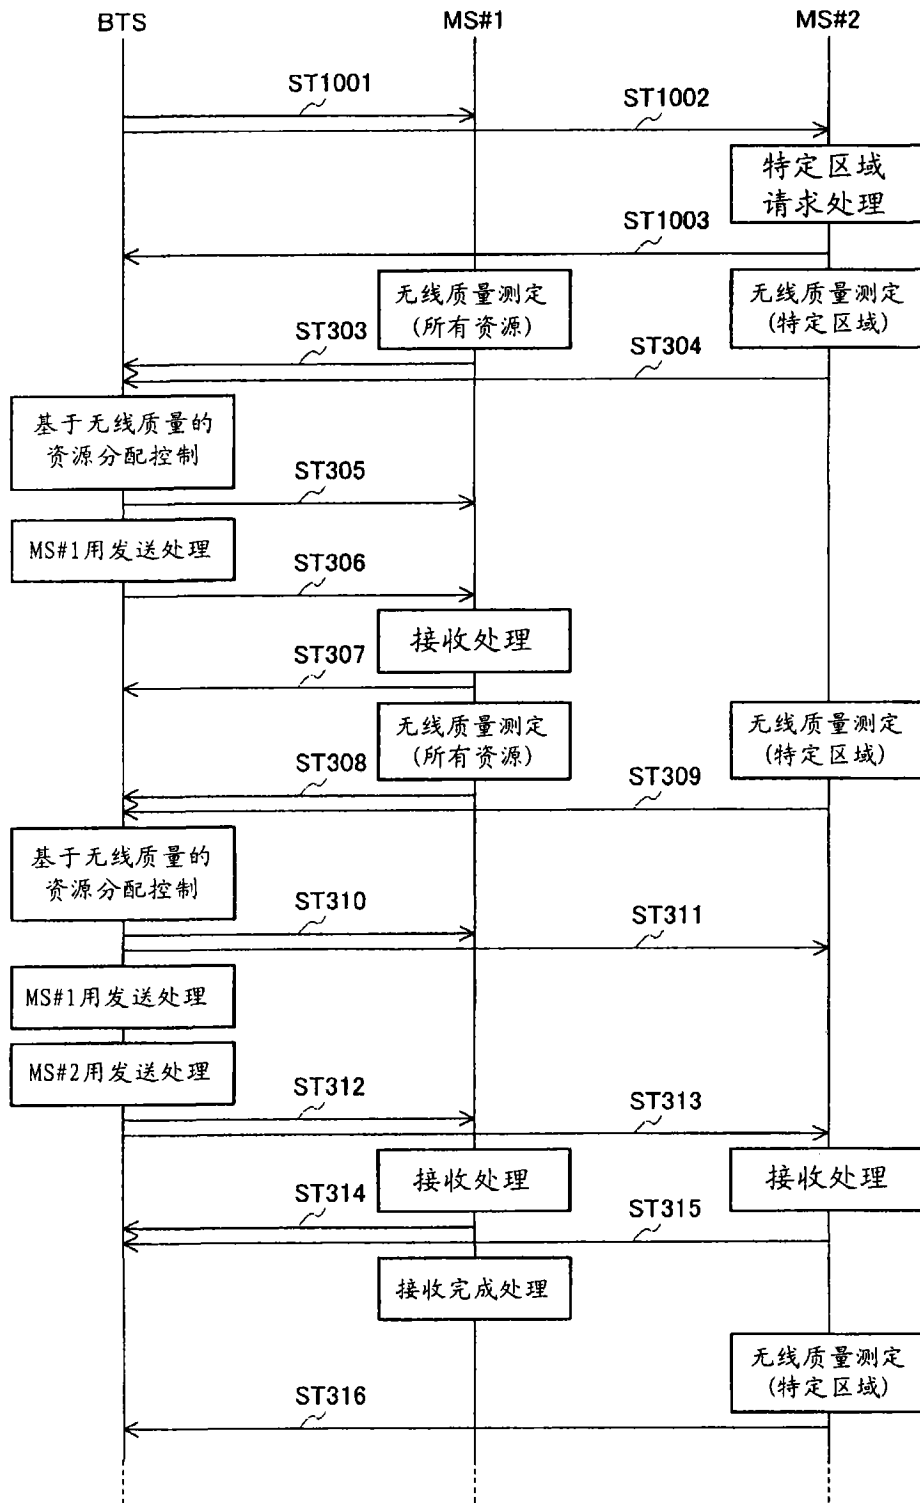 BTS
MS#1
MS#2
ST1001
ST1002
特定区域
请求处理
ST1003
无线质量测定
(所有资源)
无线质量测定
(特定区域)
ST303
ST304
基于无线质量的
资源分配控制
ST305
MS#1用发送处理
ST306
接收处理
ST307
无线质量测定
(所有资源)
无线质量测定
(特定区域)
ST308
ST309
基于无线质量的
资源分配控制
ST310
ST311
MS#1用发送处理
MS#2用发送处理
ST312
ST313
接收处理
接收处理
ST314
ST315
接收完成处理
无线质量测定
(特定区域)
ST316